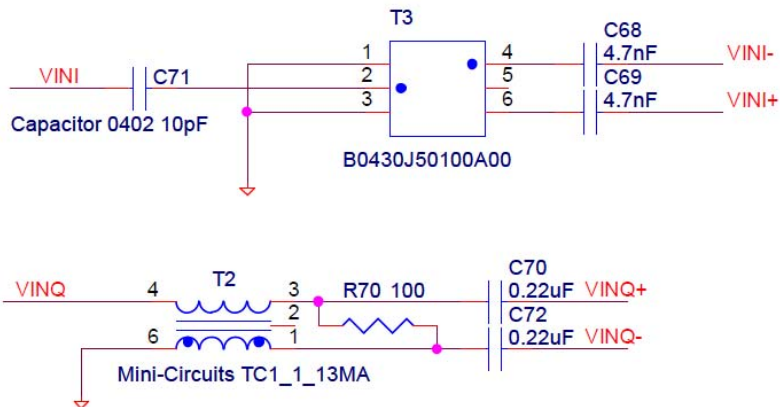 T3
C68
1 4 4.7nF VINI-
VINI C71 2 5 C69
3 6 4.7nF VINI+
Capacitor 0402 10pF
B0430J50100A00
C70
VINQ 4 T2 3 R70 100 0.22uF VINQ+
2 C72
6 1 0.22uF VINQ-
Mini-Circuits TC1_1_13MA